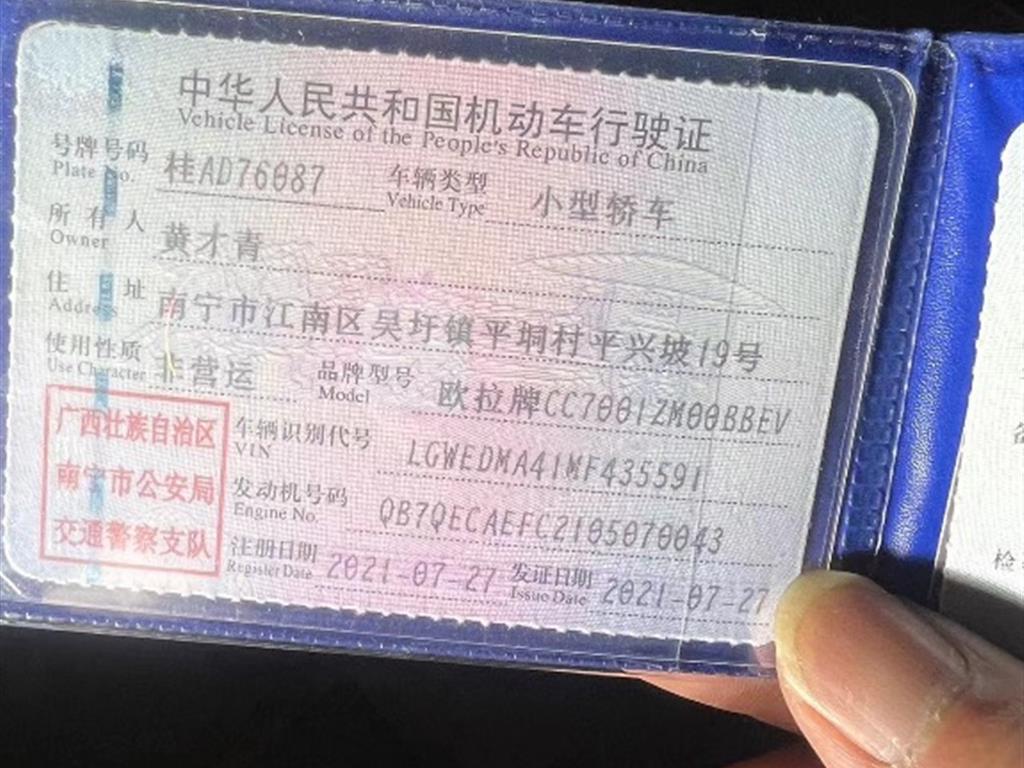 中华人民共和国机动车行驶证
Vehicle License of the People's Republic of China
号牌号码 桂AD76087 车辆类型 小型轿车
Plate No. Vehicle Type
所有人 黄才青
Owner
住址 南宁市江南区吴圩镇平垌村平兴坡19号
Address
使用性质 非营运 品牌型号 欧拉牌CC7001ZM00BBEV
Use Character Model
广西壮族自治区
南宁市公安局
交通警察支队
车辆识别代号 LGWEDMA41MF435591
VIN
发动机号码 QB7QECAEFC2105070043
Engine No.
注册日期 2021-07-27 发证日期 2021-07-27
Register Date Issue Date